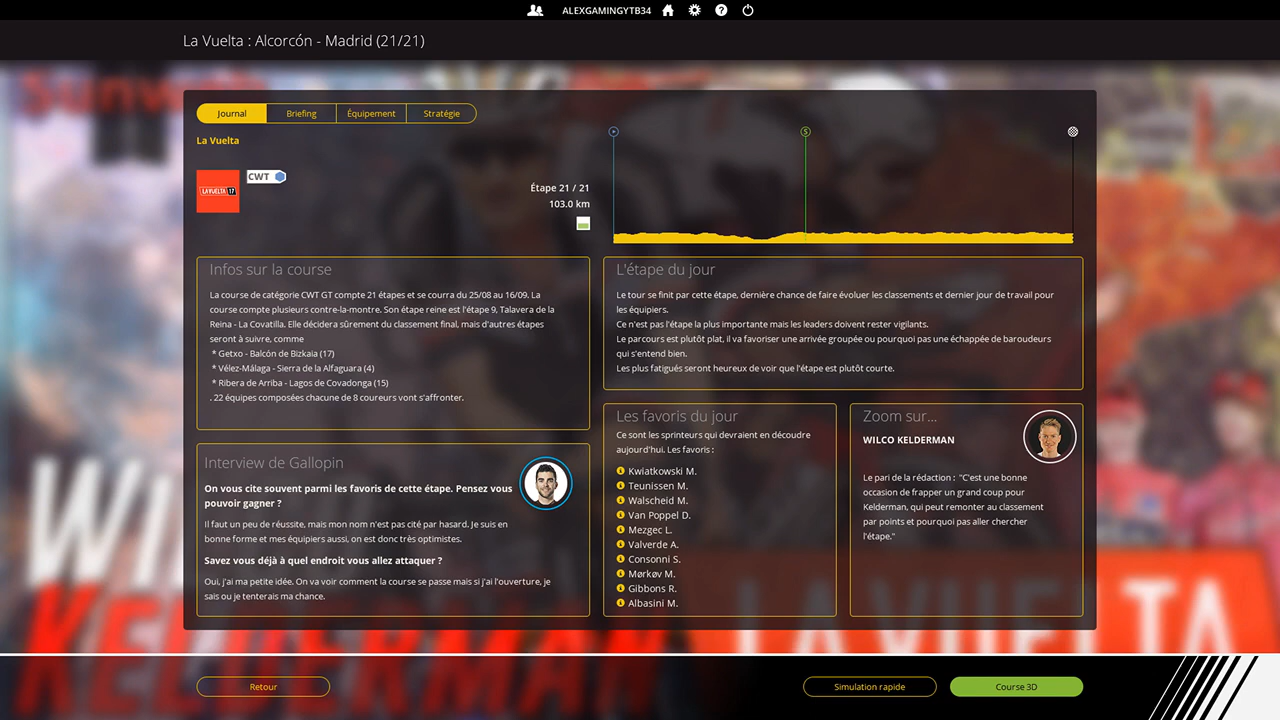 ALEXGAMINGYTB34
La Vuelta : Alcorcón - Madrid (21/21)
Journal
Briefing
Équipement
Stratégie
La Vuelta
LA VUELTA 17
CWT
Étape 21 / 21
103.0 km
S
Infos sur la course
La course de catégorie CWT GT compte 21 étapes et se courra du 25/08 au 16/09. La
course compte plusieurs contre-la-montre. Son étape reine est l'étape 9, Talavera de la
Reina - La Covatilla. Elle décidera sûrement du classement final, mais d'autres étapes
seront à suivre, comme
* Getxo - Balcón de Bizkaia (17)
* Vélez-Málaga - Sierra de la Alfaguara (4)
* Ribera de Arriba - Lagos de Covadonga (15)
. 22 équipes composées chacune de 8 coureurs vont s'affronter.
L'étape du jour
Le tour se finit par cette étape, dernière chance de faire évoluer les classements et dernier jour de travail pour
les équipiers.
Ce n'est pas l'étape la plus importante mais les leaders doivent rester vigilants.
Le parcours est plutôt plat, il va favoriser une arrivée groupée ou pourquoi pas une échappée de baroudeurs
qui s'entend bien.
Les plus fatigués seront heureux de voir que l'étape est plutôt courte.
Interview de Gallopin
On vous cite souvent parmi les favoris de cette étape. Pensez vous
pouvoir gagner ?
Il faut un peu de réussite, mais mon nom n'est pas cité par hasard. Je suis en
bonne forme et mes équipiers aussi, on est donc très optimistes.
Savez vous déjà à quel endroit vous allez attaquer ?
Oui, j'ai ma petite idée. On va voir comment la course se passe mais si j'ai l'ouverture, je
sais ou je tenterais ma chance.
Les favoris du jour
Ce sont les sprinteurs qui devraient en découdre
aujourd'hui. Les favoris :
Kwiatkowski M.
Teunissen M.
Walscheid M.
Van Poppel D.
Mezgec L.
Valverde A.
Consonni S.
Mørkøv M.
Gibbons R.
Albasini M.
Zoom sur...
WILCO KELDERMAN
Le pari de la rédaction : "C'est une bonne
occasion de frapper un grand coup pour
Kelderman, qui peut remonter au classement
par points et pourquoi pas aller chercher
l'étape."
KELDERMAN
LA VUELTA
Retour
Simulation rapide
Course 3D